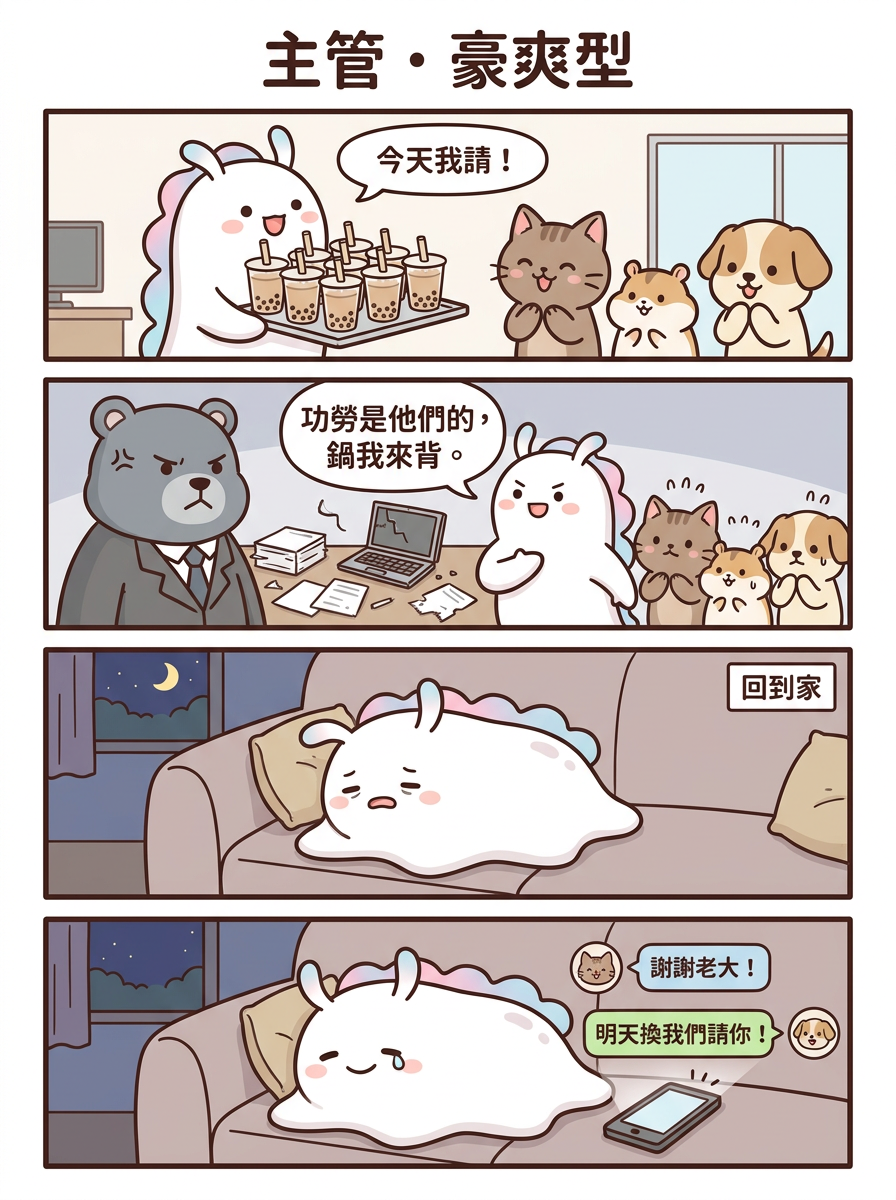 主管・豪爽型
今天我請！
功勞是他們的，
鍋我來背。
回到家
謝謝老大！
明天換我們請你！